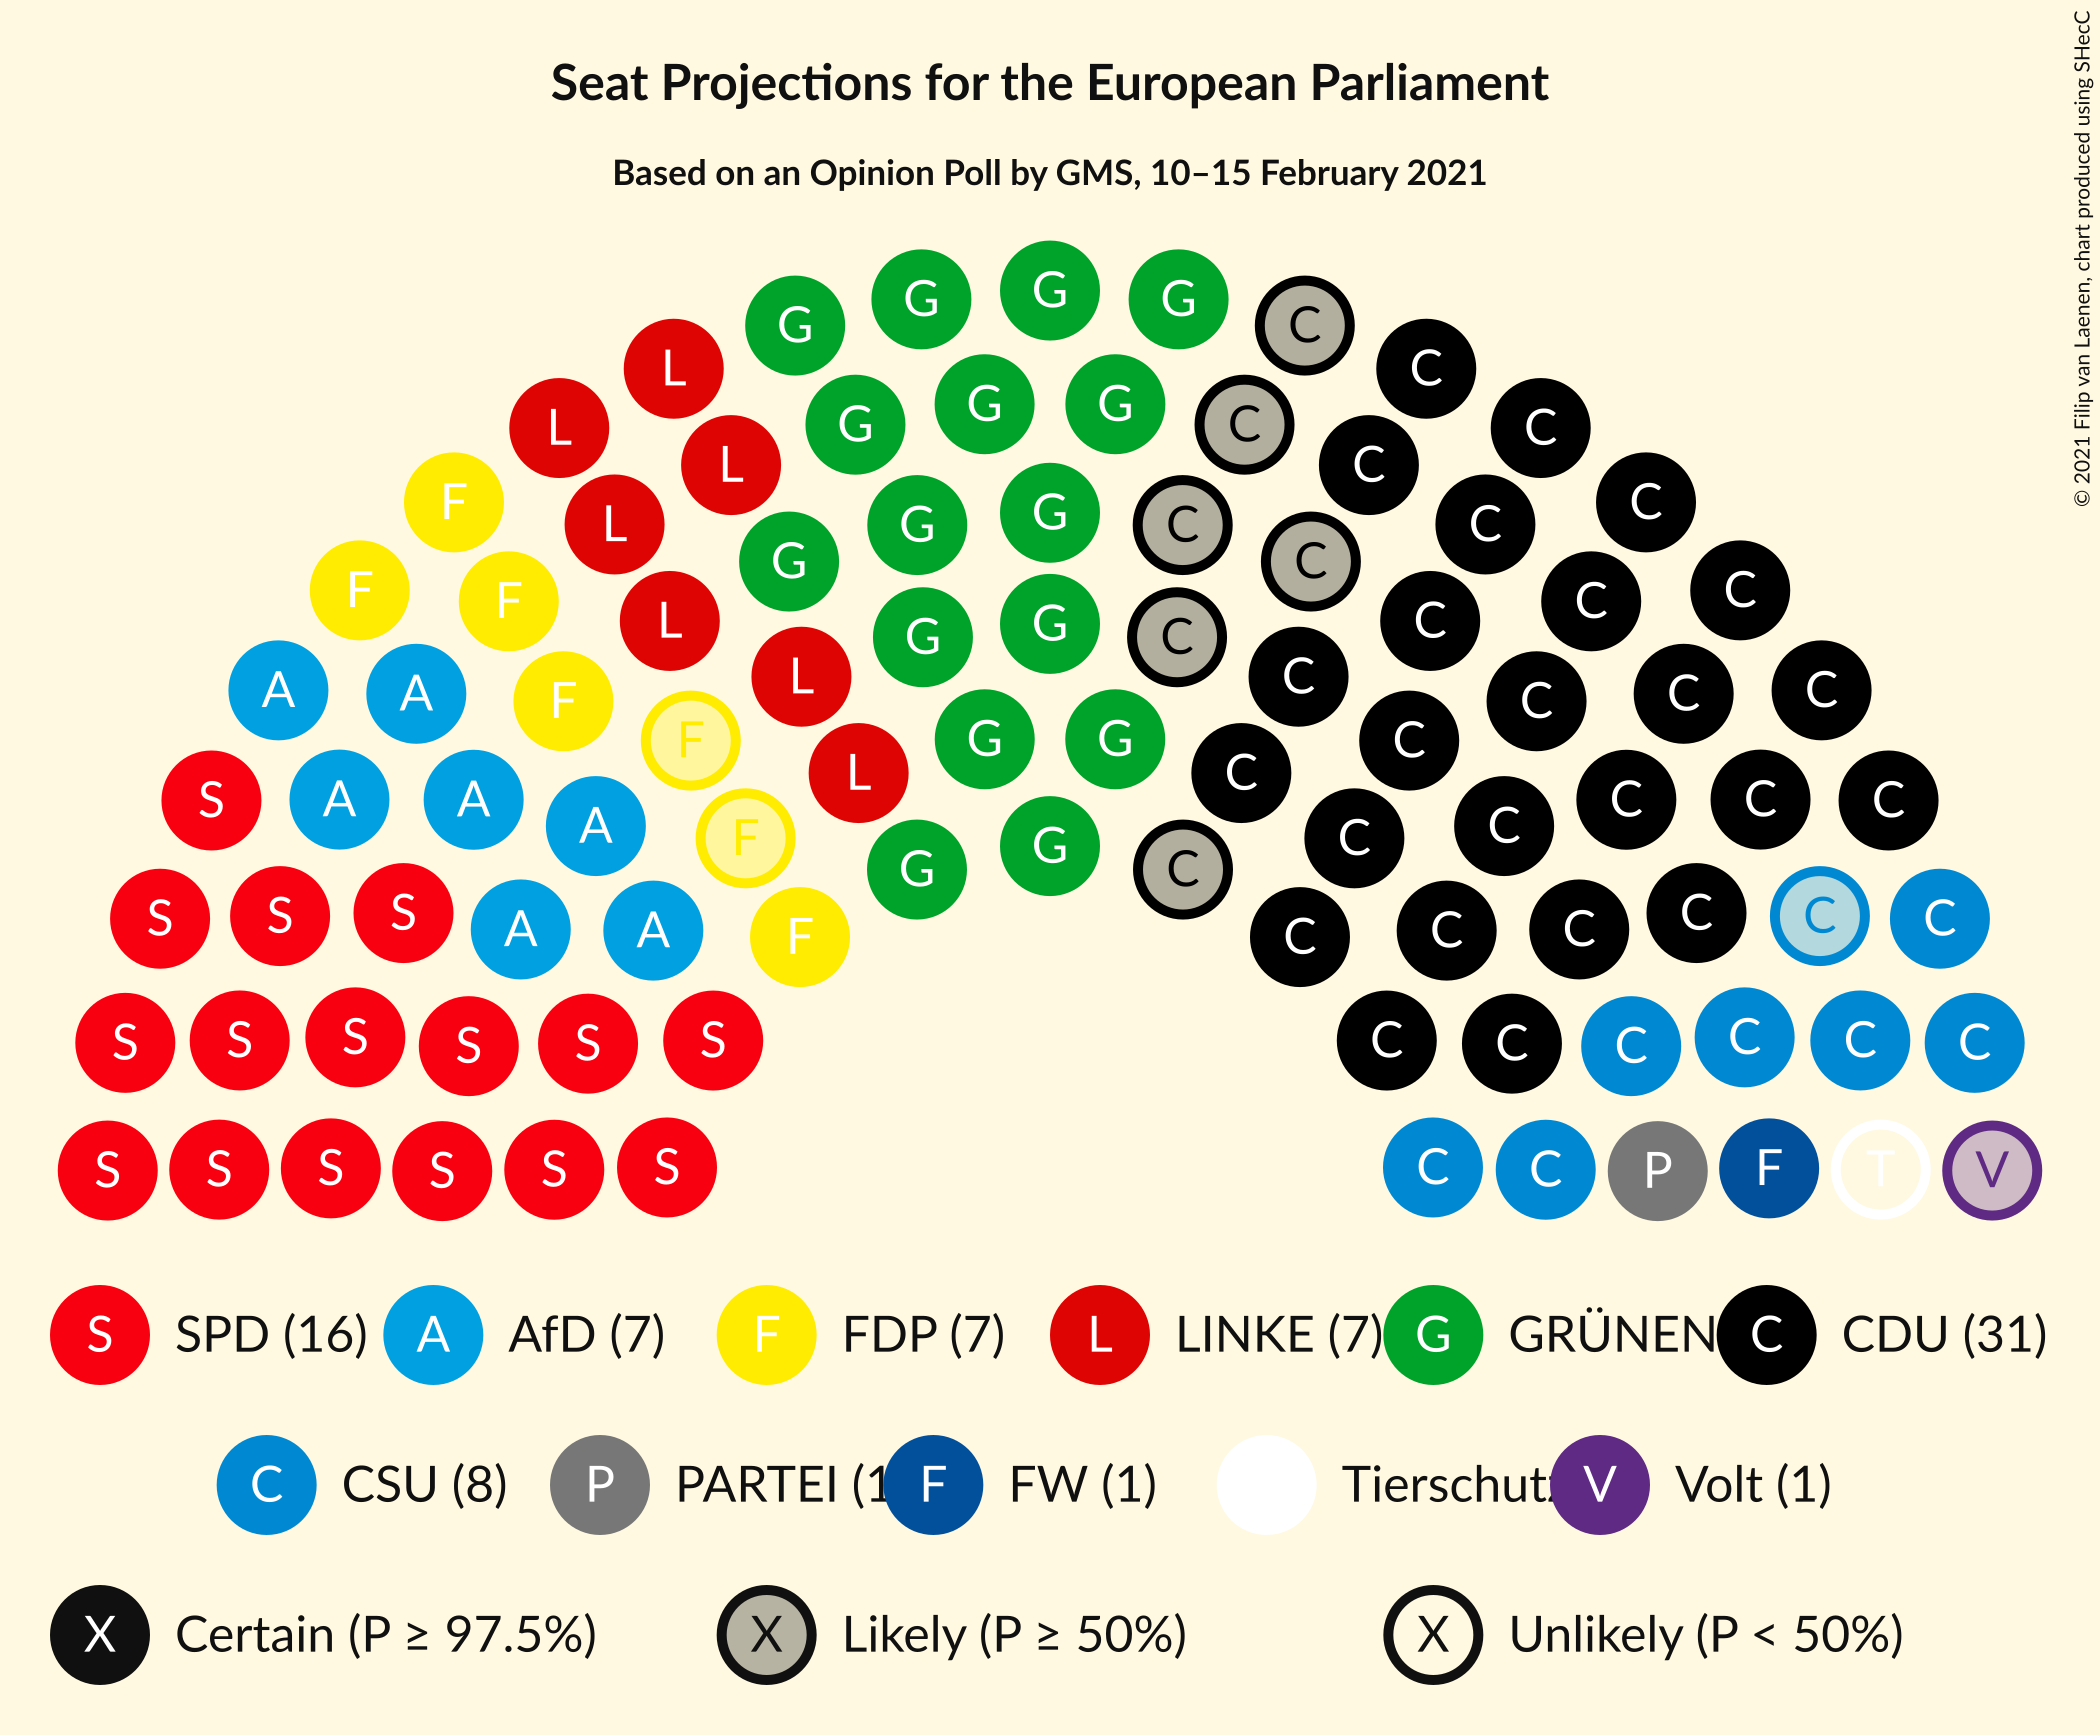 Seat Projections for the European Parliament
Based on an Opinion Poll by GMS, 10–15 February 2021
© 2021 Filip van Laenen, chart produced using SHecC
G G G G C
L C
L G G G C C
F L G C C
L G C C
F F G C C C
L G G C C
A A F L C C C C
F G G C
S A A L C C C C
A F G C C
S S S A A F G C C C C C C C
S S S S S S C C C C C C
S S S S S S C C P F T V
S SPD (16) A AfD (7) F FDP (7) L LINKE (7) G GRÜNEN C CDU (31)
C CSU (8) P PARTEI (1 F FW (1) Tierschutz V Volt (1)
X Certain (P ≥ 97.5%) X Likely (P ≥ 50%) X Unlikely (P < 50%)